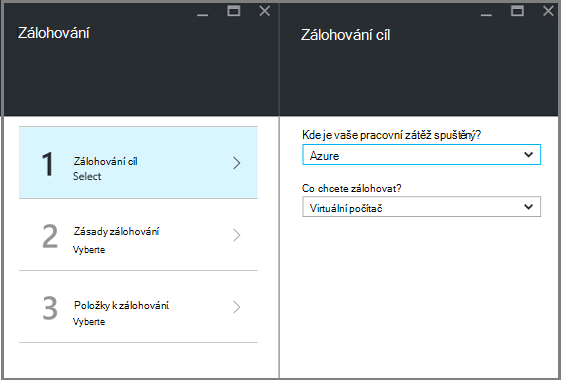 Zálohování
1
Zálohování cíl
Select
2
Zásady zálohování
Vyberte
3
Položky k zálohování.
Vyberte
Zálohování cíl
Kde je vaše pracovní zátěž spuštěný?
Azure
Co chcete zálohovat?
Virtuální počítač